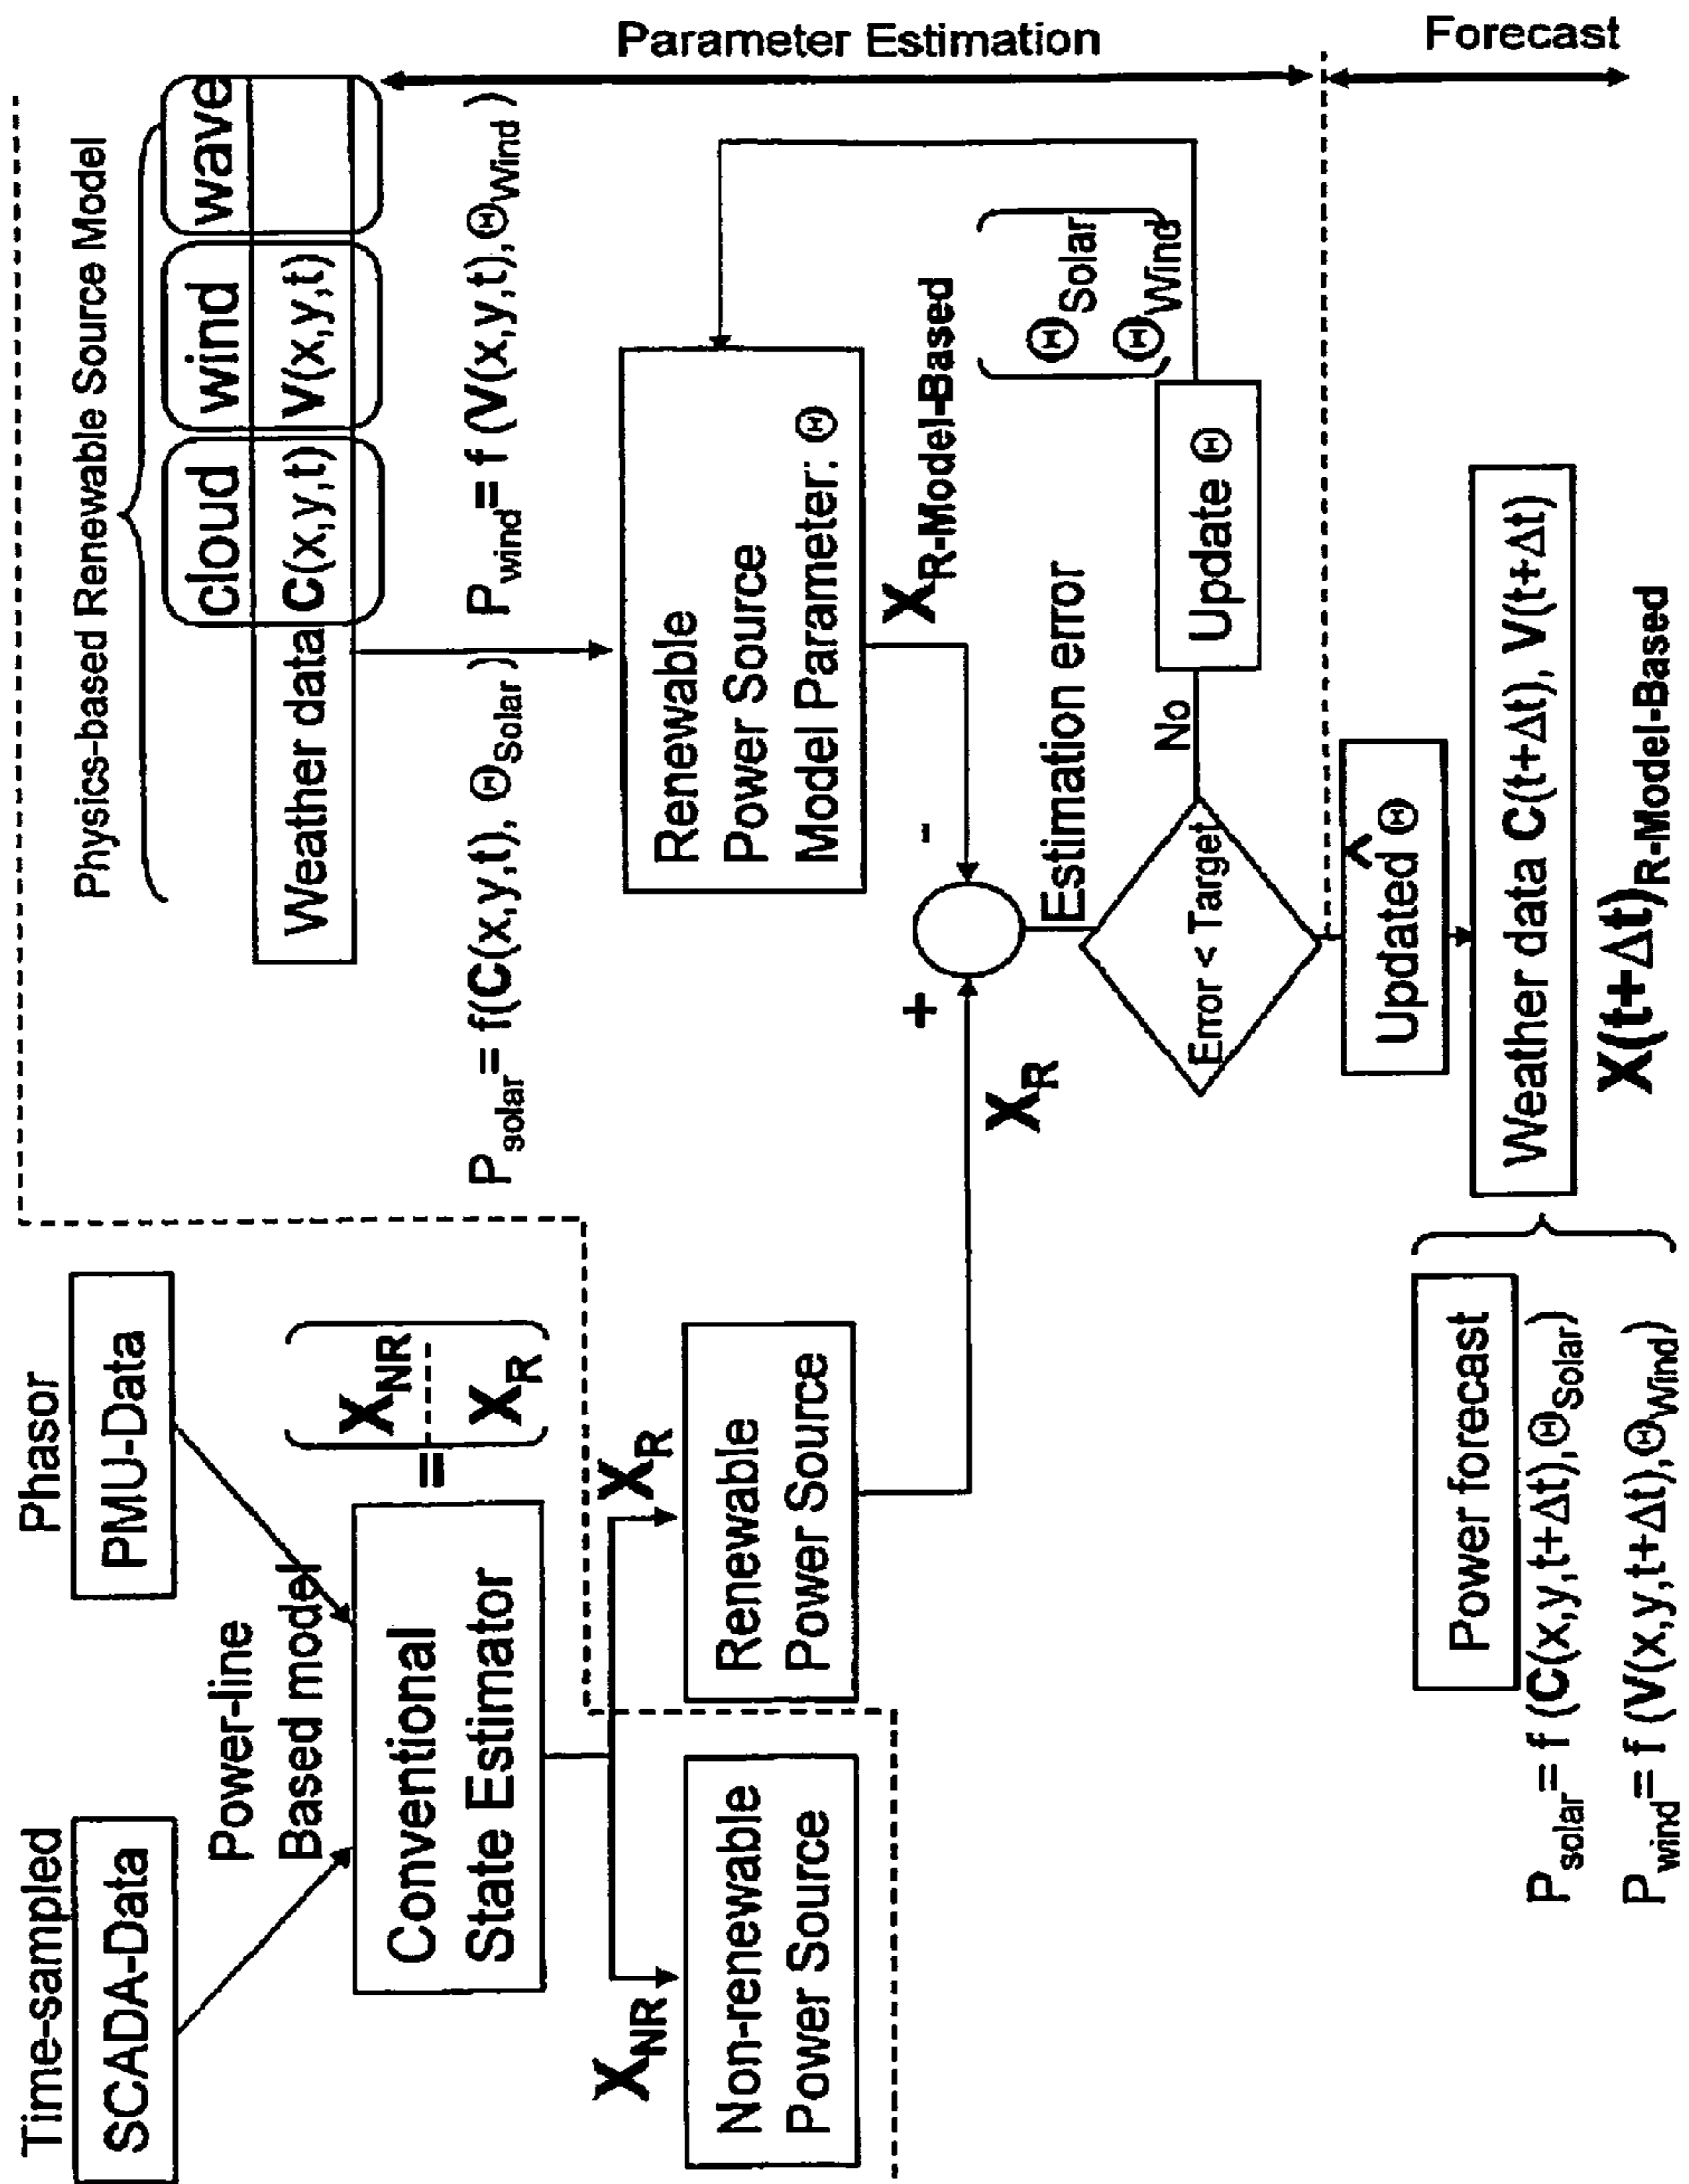 Time-sampled
SCADA-Data
Phasor
PMU-Data
Power-line
Based model
Conventional
State Estimator
=
X_NR
X_R
X_NR
X_R
Non-renewable
Power Source
Renewable
Power Source
Physics-based Renewable Source Model
cloud
wind
wave
Weather data
C(x,y,t)
V(x,y,t)
P_solar = f(C(x,y,t), Θ_Solar)
P_wind = f (V(x,y,t),Θ_Wind )
Renewable
Power Source
Model Parameter: Θ
X_R-Model-Based
X_R
+
-
Estimation error
Error < Target
No
Update Θ
Θ_Solar
Θ_Wind
Parameter Estimation
Forecast
Updated Θ̂
Weather data C(t+Δt), V(t+Δt)
X(t+Δt)_R-Model-Based
Power forecast
P_solar = f (C(x,y,t+Δt),Θ_Solar)
P_wind = f (V(x,y,t+Δt),Θ_Wind)